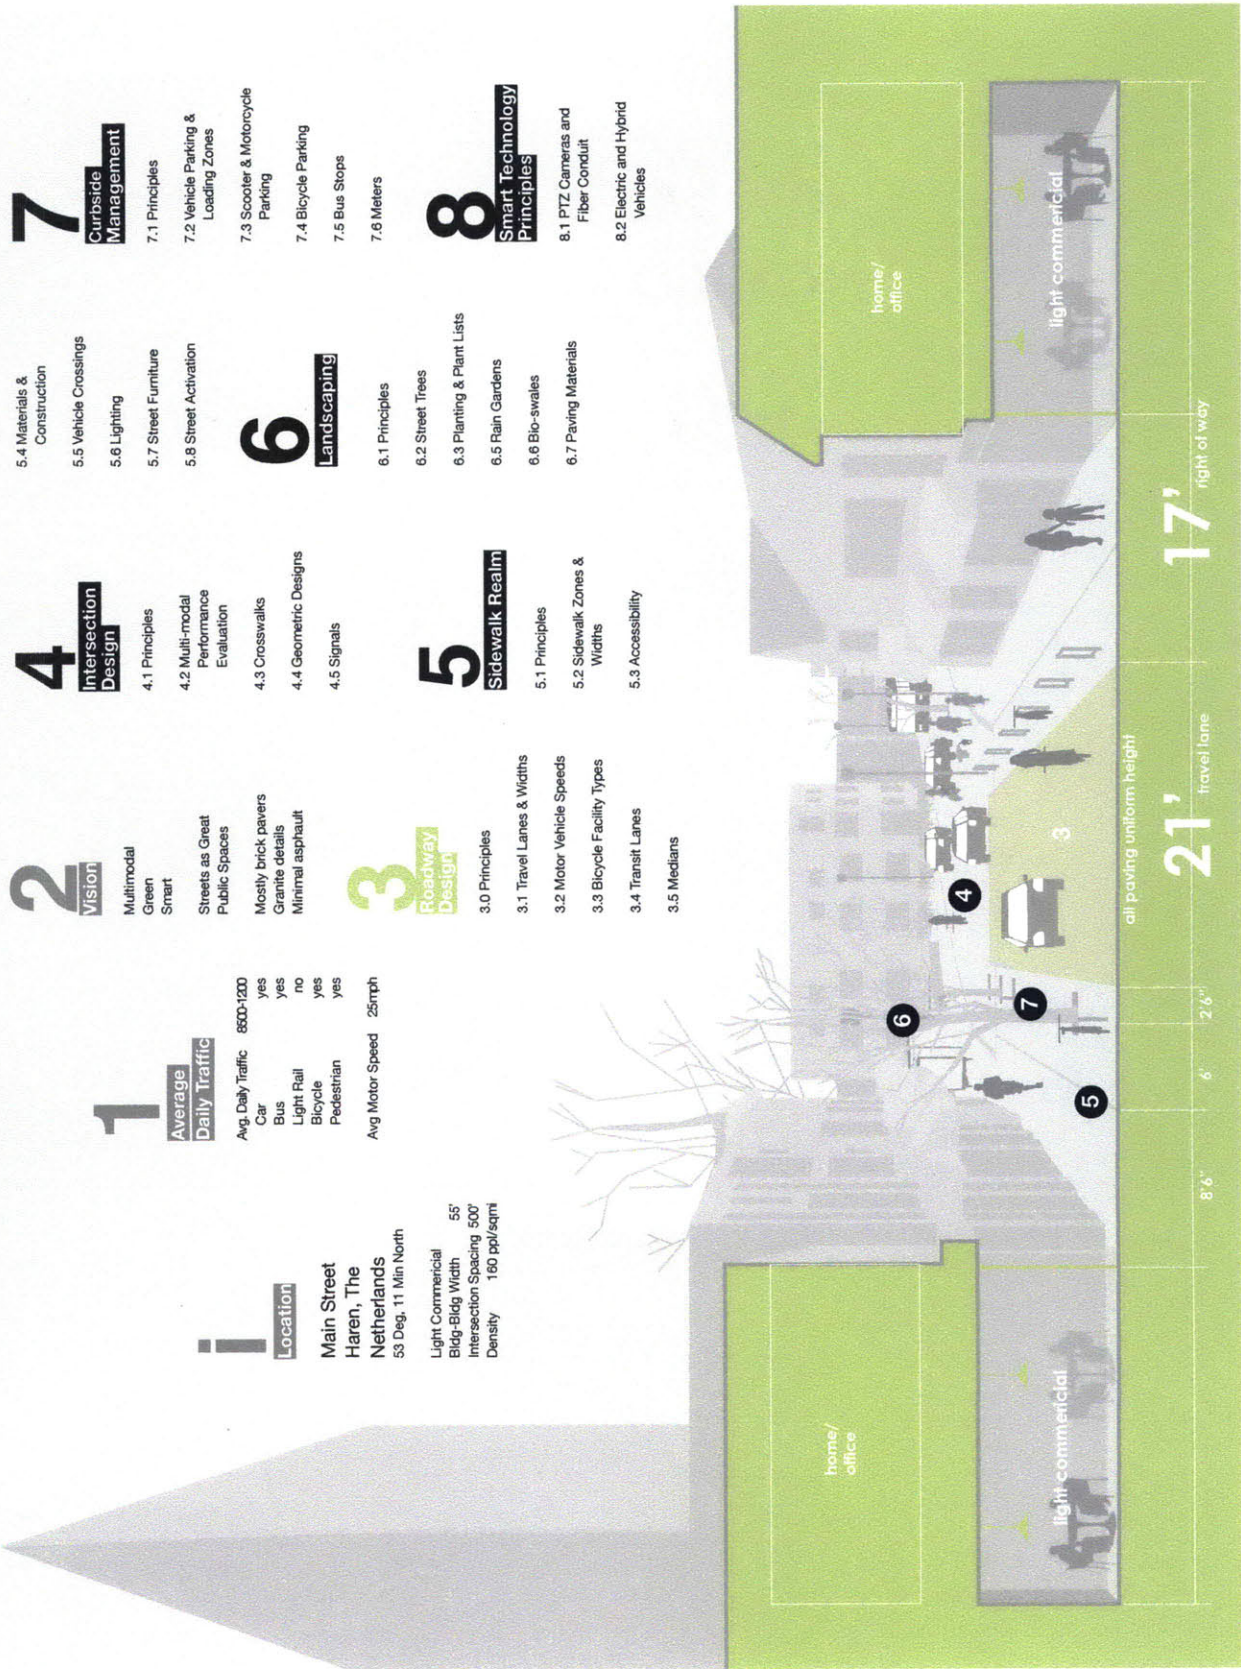 i
Location
Main Street
Haren, The
Netherlands
53 Deg, 11 Min North
Light Commericial
Bldg-Bldg Width 55'
Intersection Spacing 500'
Density 160 ppl/sqmi
1
Average
Daily Traffic
Avg. Daily Traffic 8500-1200
Car yes
Bus yes
Light Rail no
Bicycle yes
Pedestrian yes
Avg Motor Speed 25mph
2
Vision
Multimodal
Green
Smart
Streets as Great
Public Spaces
Mostly brick pavers
Granite details
Minimal asphault
3
Roadway
Design
3.0 Principles
3.1 Travel Lanes & Widths
3.2 Motor Vehicle Speeds
3.3 Bicycle Facility Types
3.4 Transit Lanes
3.5 Medians
4
Intersection
Design
4.1 Principles
4.2 Multi-modal
Performance
Evaluation
4.3 Crosswalks
4.4 Geometric Designs
4.5 Signals
5
Sidewalk Realm
5.1 Principles
5.2 Sidewalk Zones &
Widths
5.3 Accessibility
5.4 Materials &
Construction
5.5 Vehicle Crossings
5.6 Lighting
5.7 Street Furniture
5.8 Street Activation
6
Landscaping
6.1 Principles
6.2 Street Trees
6.3 Planting & Plant Lists
6.5 Rain Gardens
6.6 Bio-swales
6.7 Paving Materials
7
Curbside
Management
7.1 Principles
7.2 Vehicle Parking &
Loading Zones
7.3 Scooter & Motorcycle
Parking
7.4 Bicycle Parking
7.5 Bus Stops
7.6 Meters
8
Smart Technology
Principles
8.1 PTZ Cameras and
Fiber Conduit
8.2 Electric and Hybrid
Vehicles
home/
office
light commericial
6
4
7
5
3
home/
office
light commericial
all paving uniform height
8'6"
6'
2'6"
21' travel lane
17' right of way